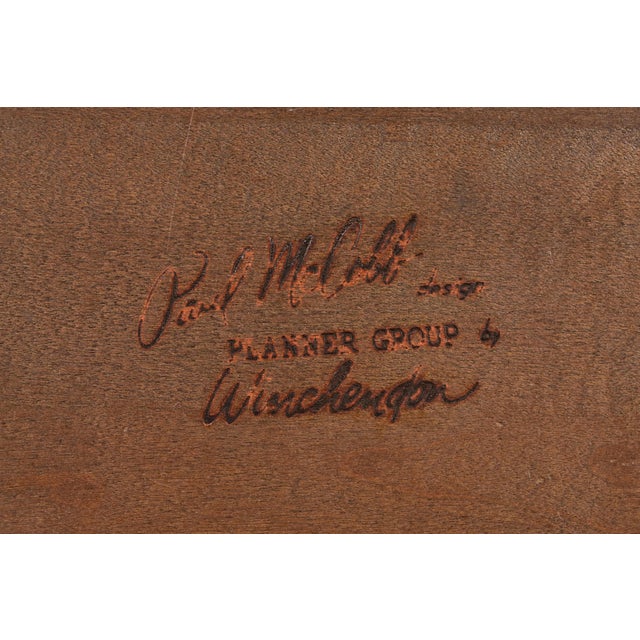 Paul McCobb design
PLANNER GROUP by
Winchendon